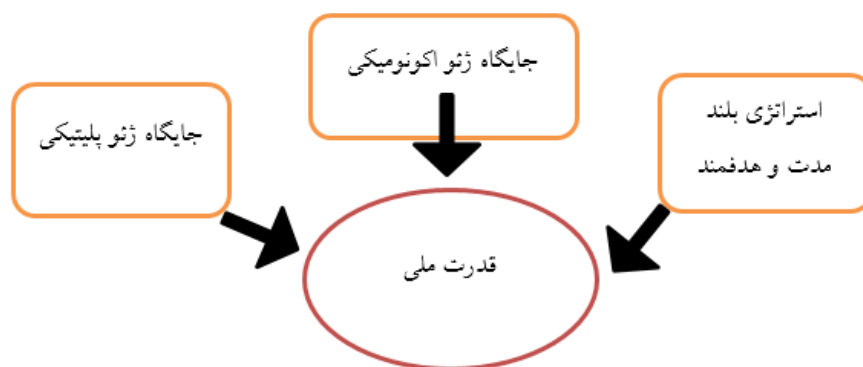 جایگاه ژئو اکونومیکی
استراتژی بلند
مدت و هدفمند
جایگاه ژئو پلیتیکی
قدرت ملی